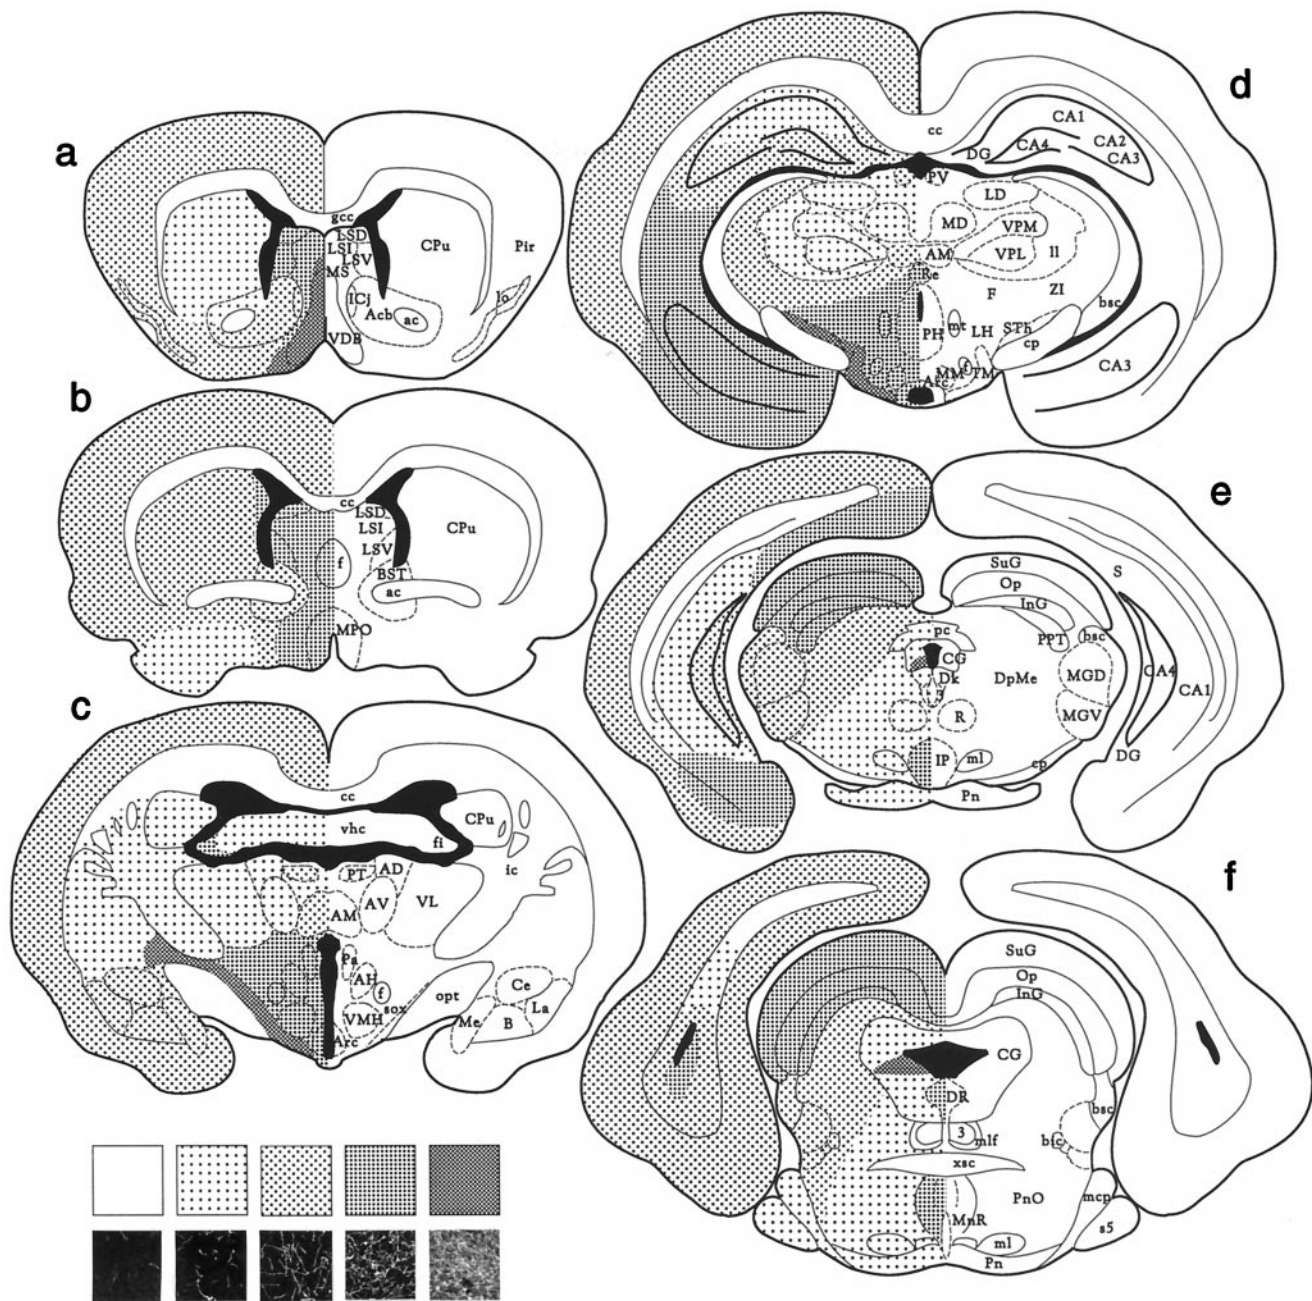 a
gcc
LSD
LSI
LSV
MS
CPu
Pir
ICj
Acb
ac
lo
VDB
b
cc
LSD
LSI
LSV
CPu
f
BST
ac
MPO
c
cc
CPu
vhc
fi
ic
PT
AD
AM
AV
VL
Pa
AH
f
sox
opt
Ce
La
VMH
Me
B
Arc
d
CA1
cc
DG
CA4
CA2
CA3
PV
LD
MD
VPM
AM
VPL
ll
Re
F
ZI
bsc
PH
mt
LH
STh
cp
MM
f
TM
Arc
CA3
e
SuG
Op
InG
S
pc
PPT
bsc
CG
Dk
3
DpMe
MGD
CA4
CA1
R
MGV
IP
ml
DG
cp
Pn
f
SuG
Op
InG
CG
DR
bsc
3
mlf
bic
xsc
PnO
mcp
MnR
s5
ml
Pn